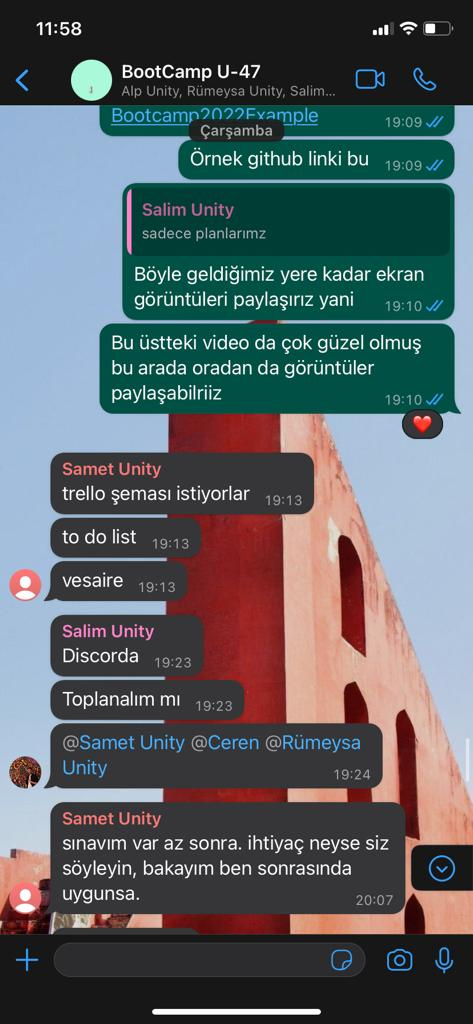 11:58
BootCamp U-47
Alp Unity, Rümeysa Unity, Salim...
Bootcamp2022Example
19:09
Çarşamba
Örnek github linki bu
19:09
Salim Unity
sadece planlarımz
Böyle geldiğimiz yere kadar ekran
görüntüleri paylaşırız yani
19:10
Bu üstteki video da çok güzel olmuş
bu arada oradan da görüntüler
paylaşabilriiz
19:10
Samet Unity
trello şeması istiyorlar
19:13
to do list
19:13
vesaire
19:13
Salim Unity
Discorda
19:23
Toplanalım mı
19:23
@Samet Unity @Ceren @Rümeysa
Unity
19:24
Samet Unity
sınavım var az sonra. ihtiyaç neyse siz
söyleyin, bakayım ben sonrasında
uygunsa.
20:07